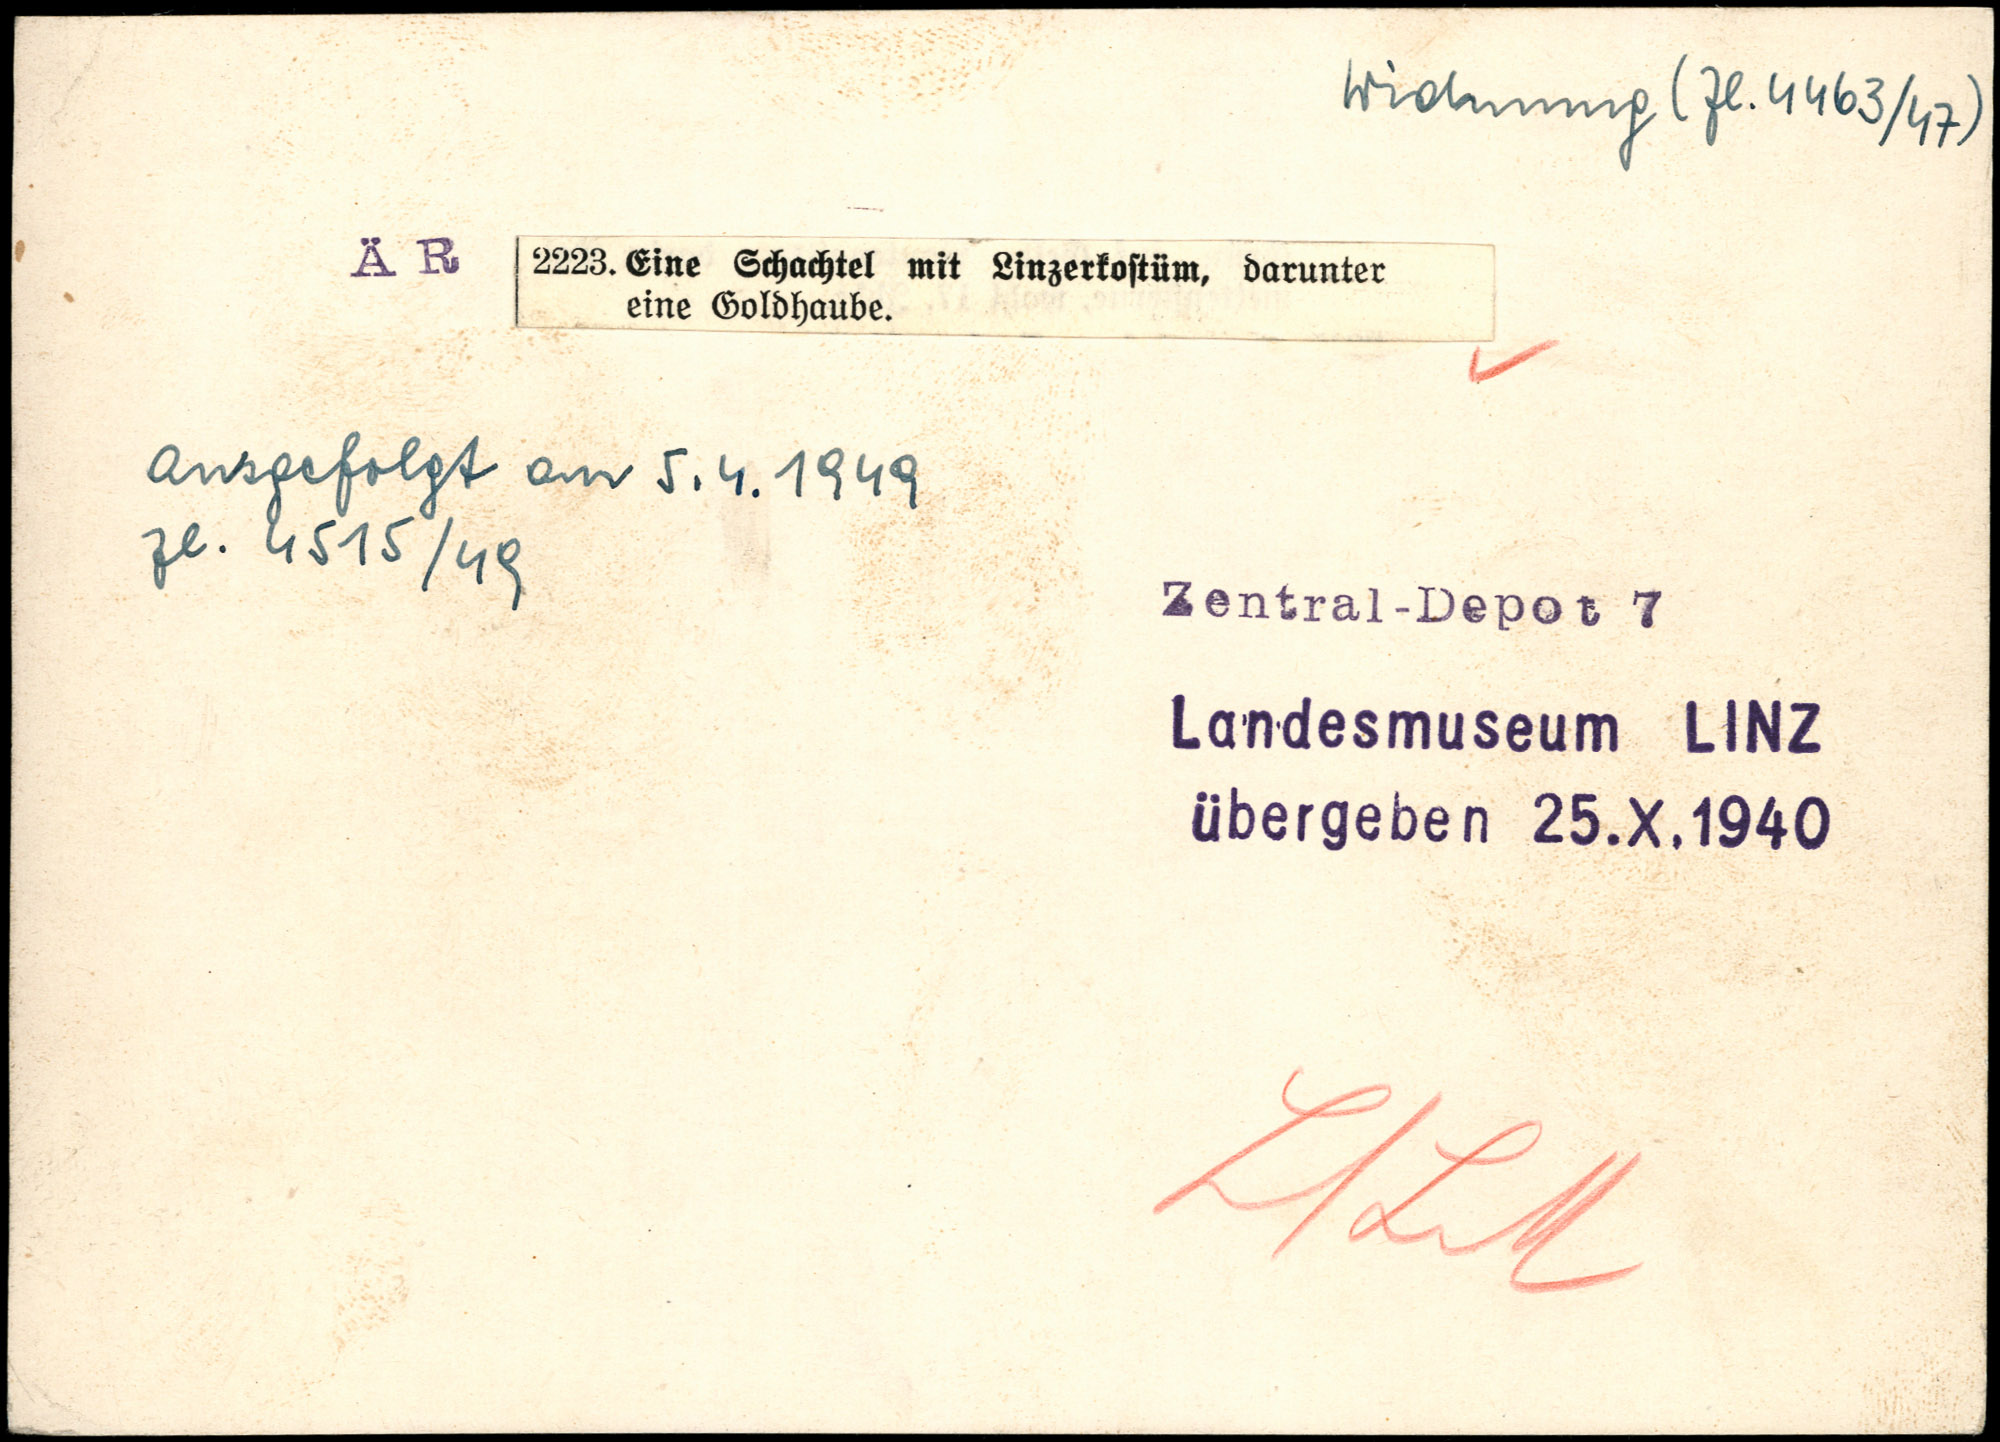 Widmung (Zl. 4463/47)
ÄR
2223. Eine Schachtel mit Linzerkostüm, darunter
eine Goldhaube.
ausgefolgt am 5.4.1949
Zl. 4515/49
Zentral-Depot 7
Landesmuseum LINZ
übergeben 25.X.1940